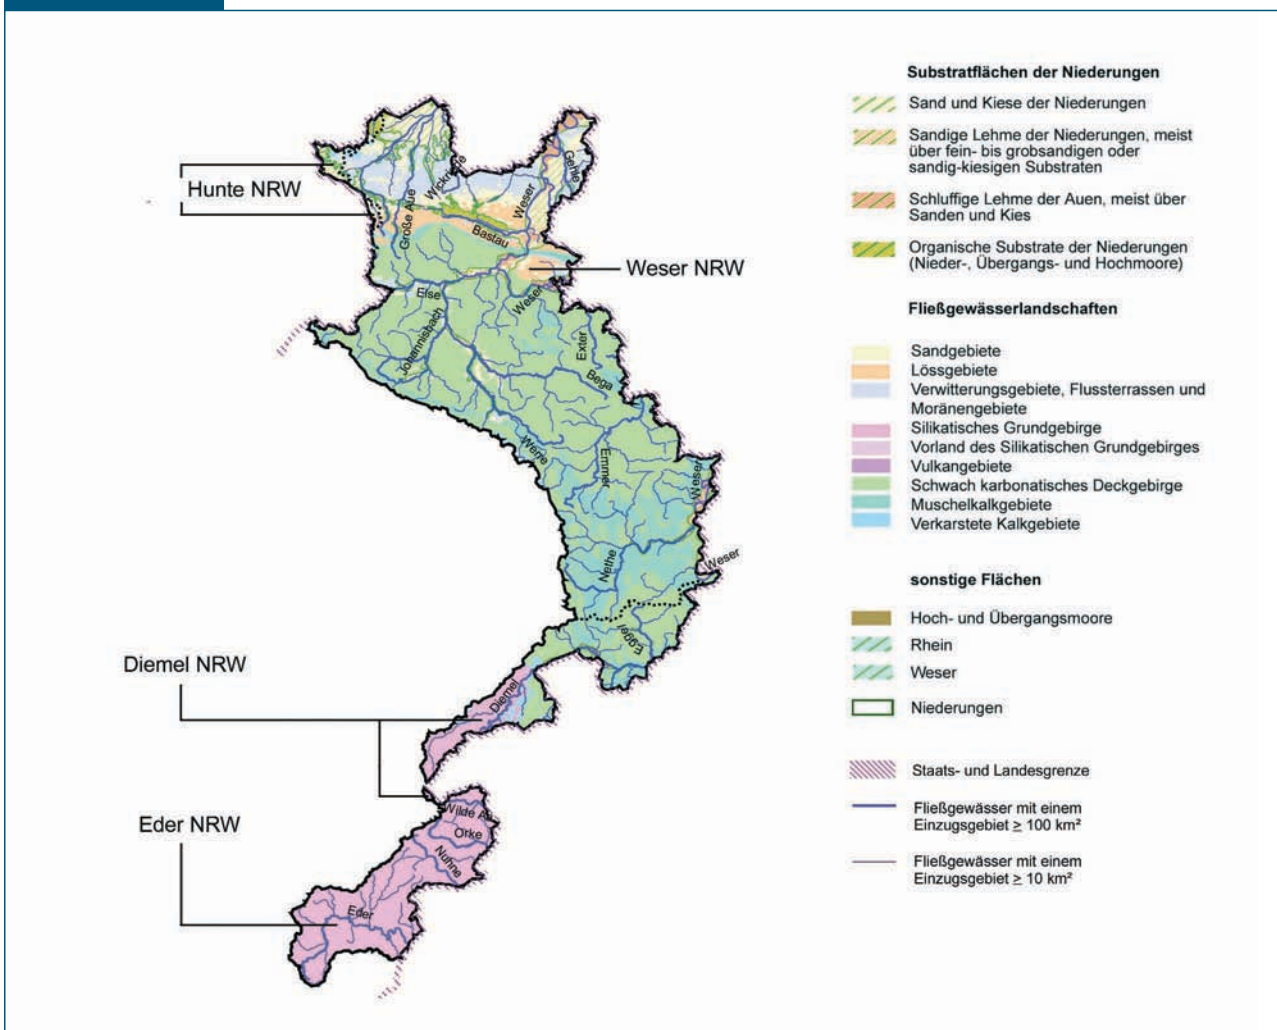 Substratflächen der Niederungen
Sand und Kiese der Niederungen
Sandige Lehme der Niederungen, meist
über fein- bis grobsandigen oder
sandig-kiesigen Substraten
Schluffige Lehme der Auen, meist über
Sanden und Kies
Organische Substrate der Niederungen
(Nieder-, Übergangs- und Hochmoore)
Fließgewässerlandschaften
Sandgebiete
Lössgebiete
Verwitterungsgebiete, Flussterrassen und
Moränengebiete
Silikatisches Grundgebirge
Vorland des Silikatischen Grundgebirges
Vulkangebiete
Schwach karbonatisches Deckgebirge
Muschelkalkgebiete
Verkarstete Kalkgebiete
sonstige Flächen
Hoch- und Übergangsmoore
Rhein
Weser
Niederungen
Staats- und Landesgrenze
Fließgewässer mit einem
Einzugsgebiet ≥ 100 km²
Fließgewässer mit einem
Einzugsgebiet ≥ 10 km²
Hunte NRW
Weser NRW
Diemel NRW
Eder NRW
Große Aue
Weser
Gehle
Bastau
Else
Weser
Johannisbach
Exter
Bega
Werre
Emmer
Weser
Nethe
Weser
Eggel
Diemel
Orke
Nuhne
Eder